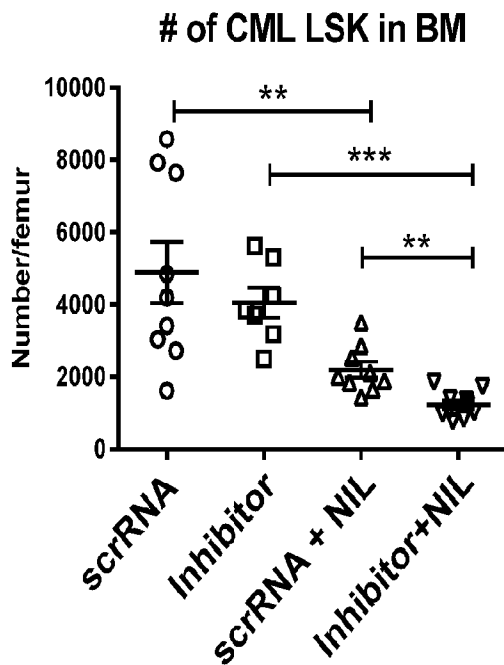 # of CML LSK in BM
10000
8000
6000
4000
2000
0
Number/femur
**
***
**
scrRNA
Inhibitor
scrRNA + NIL
Inhibitor+NIL